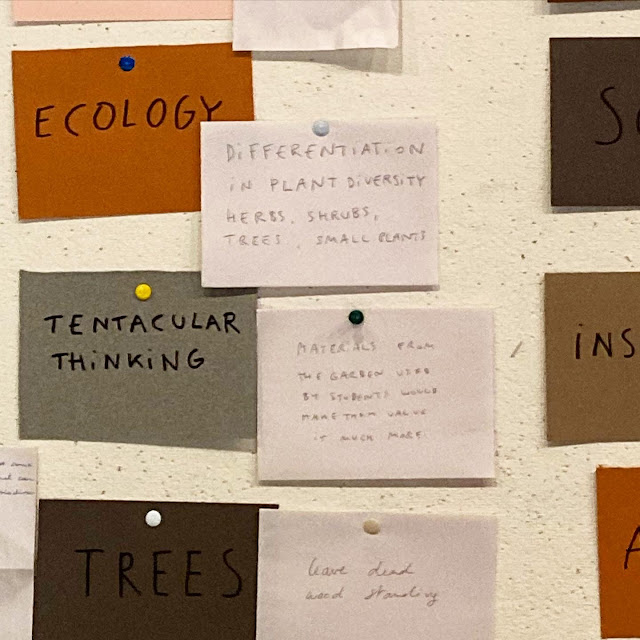 ECOLOGY
DIFFERENTIATION
IN PLANT DIVERSITY
HERBS, SHRUBS,
TREES, SMALL PLANTS
TENTACULAR
THINKING
MATERIALS FROM
THE GARDEN USED
BY STUDENTS WOULD
MAKE THEM VALUE
IT MUCH MORE
TREES
leave dead
wood standing
INS